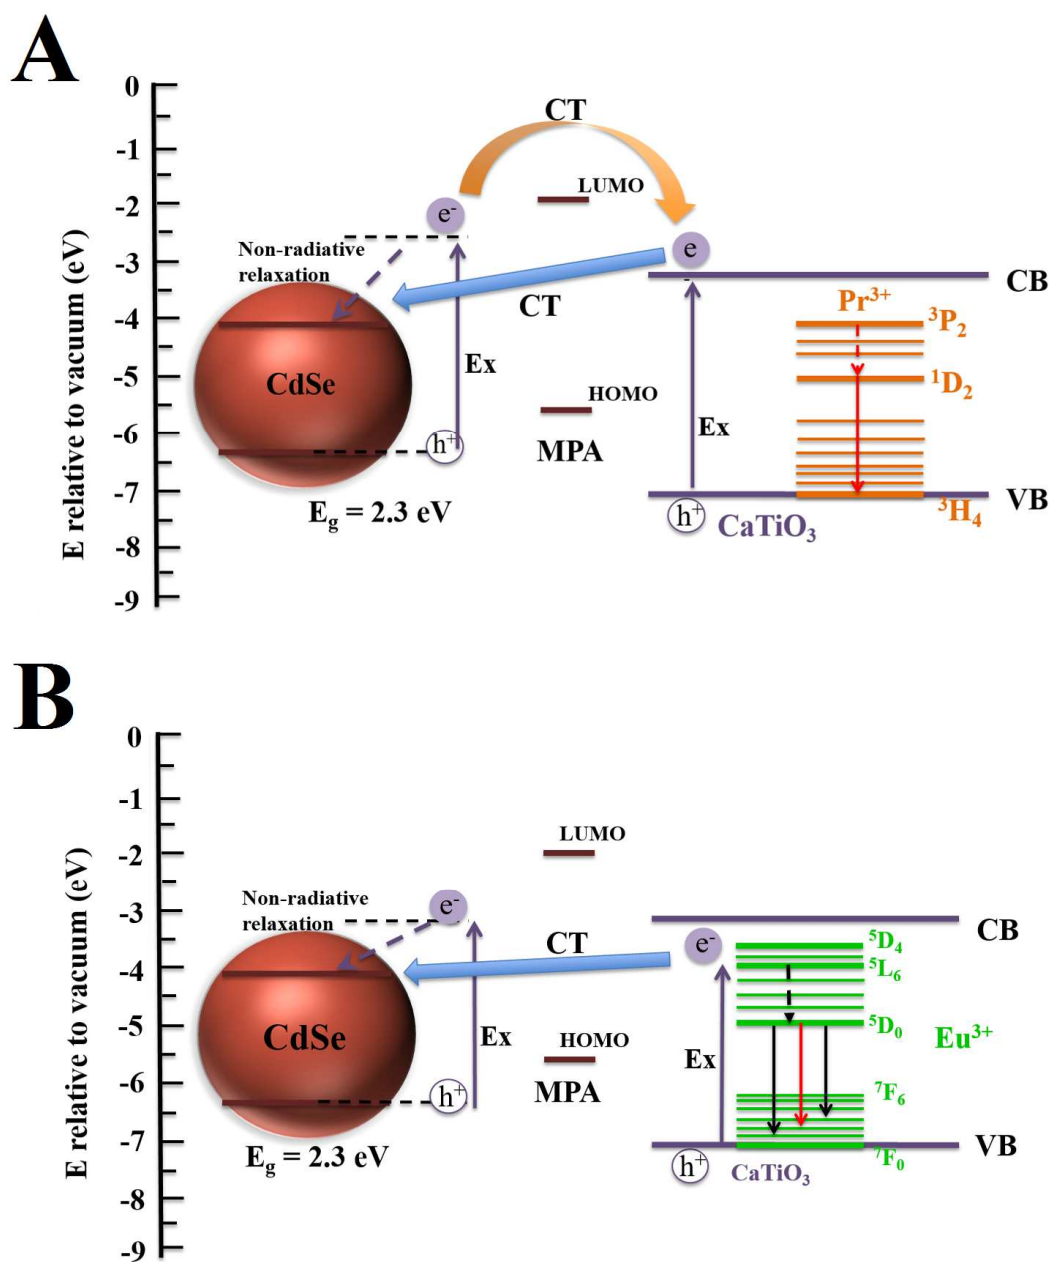 A
0
-1
-2
-3
-4
-5
-6
-7
-8
-9
E relative to vacuum (eV)
CT
LUMO
e-
e
Non-radiative
relaxation
CB
CT
Pr3+
3P2
Ex
CdSe
1D2
HOMO
Ex
h+
MPA
VB
3H4
Eg = 2.3 eV
h+
CaTiO3
B
0
-1
-2
-3
-4
-5
-6
-7
-8
-9
E relative to vacuum (eV)
LUMO
Non-radiative
relaxation
e-
CB
CT
e-
5D4
5L6
5D0
Eu3+
CdSe
Ex
HOMO
Ex
MPA
h+
7F6
VB
Eg = 2.3 eV
7F0
h+
CaTiO3